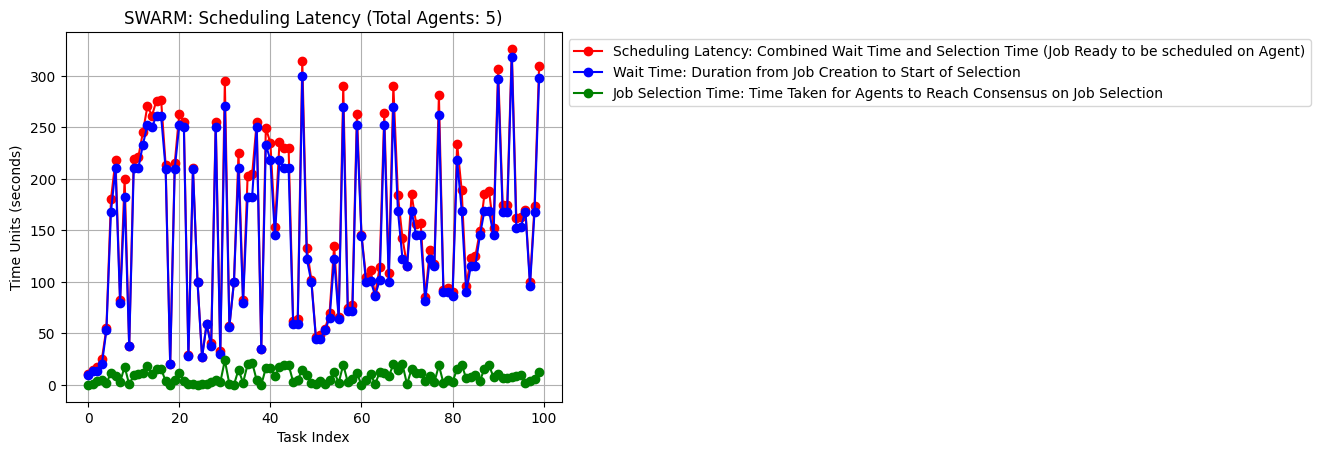 SWARM: Scheduling Latency (Total Agents: 5)
Scheduling Latency: Combined Wait Time and Selection Time (Job Ready to be scheduled on Agent)
Wait Time: Duration from Job Creation to Start of Selection
Job Selection Time: Time Taken for Agents to Reach Consensus on Job Selection
Time Units (seconds)
300
250
200
150
100
50
0
0 20 40 60 80 100
Task Index